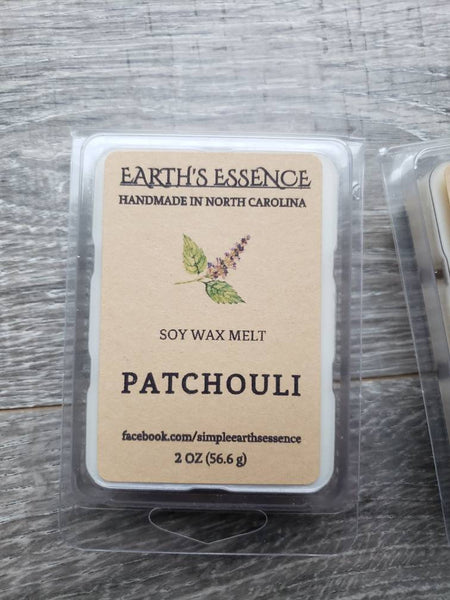 EARTH'S ESSENCE
HANDMADE IN NORTH CAROLINA
SOY WAX MELT
PATCHOULI
facebook.com/simpleearthsessence
2 OZ (56.6 g)